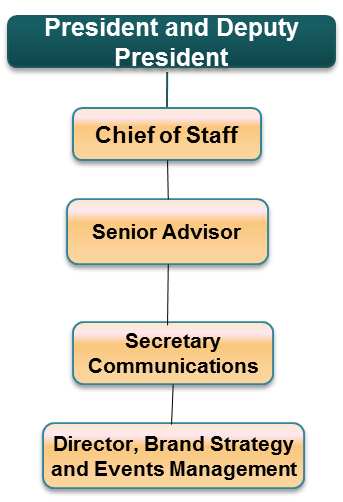 President and Deputy
President
Chief of Staff
Senior Advisor
Secretary
Communications
Director, Brand Strategy
and Events Management